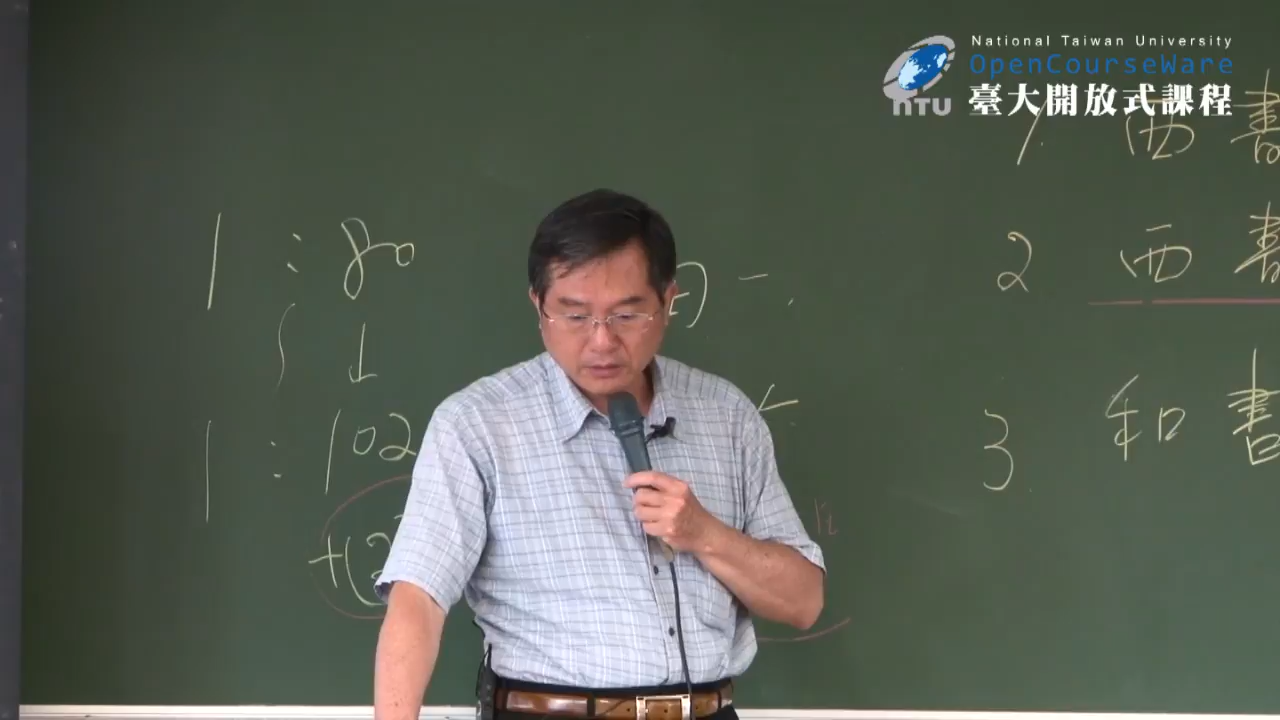 National Taiwan University
OpenCourseWare
臺大開放式課程
NTU
1. 西書
2 西書
3. 和書
1 : 80
↓
1 : 102
+(2